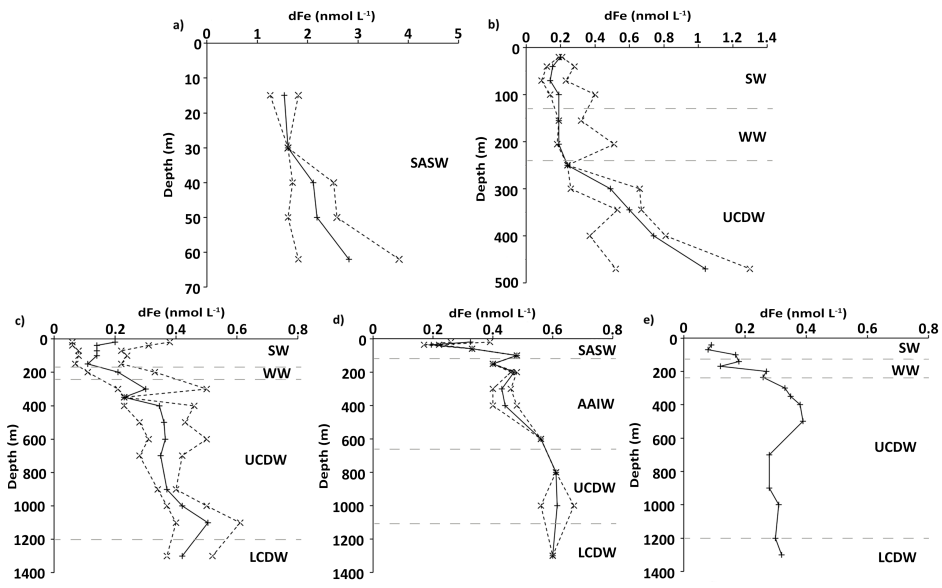 a)
dFe (nmol L⁻¹)
0 1 2 3 4 5
0
10
20
30
40
50
60
70
Depth (m)
SASW
b)
dFe (nmol L⁻¹)
0 0.2 0.4 0.6 0.8 1 1.2 1.4
0
100
200
300
400
500
Depth (m)
SW
WW
UCDW
c)
dFe (nmol L⁻¹)
0 0.2 0.4 0.6 0.8
0
200
400
600
800
1000
1200
1400
Depth (m)
SW
WW
UCDW
LCDW
d)
dFe (nmol L⁻¹)
0 0.2 0.4 0.6 0.8
0
200
400
600
800
1000
1200
1400
Depth (m)
SASW
AAIW
UCDW
LCDW
e)
dFe (nmol L⁻¹)
0 0.2 0.4 0.6 0.8
0
200
400
600
800
1000
1200
1400
Depth (m)
SW
WW
UCDW
LCDW